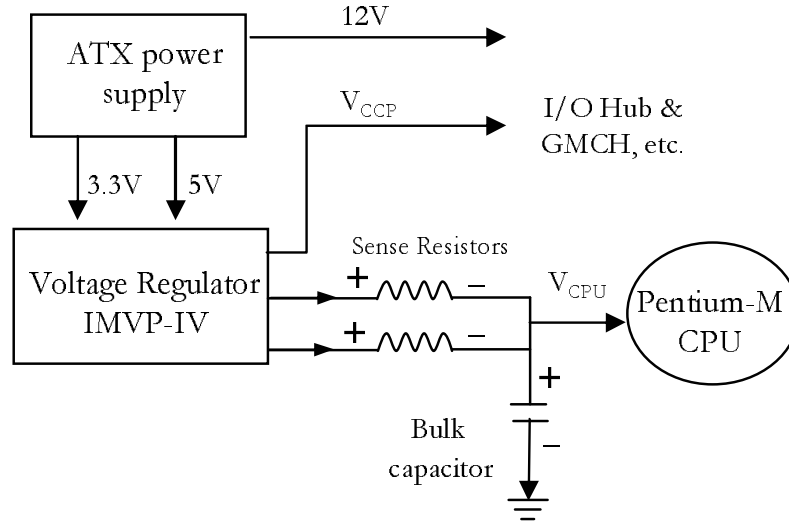 12V
ATX power
supply
V_CCP
I/O Hub &
GMCH, etc.
3.3V
5V
Sense Resistors
Voltage Regulator
IMVP-IV
+
−
V_CPU
Pentium-M
CPU
+
−
+
Bulk
capacitor
−